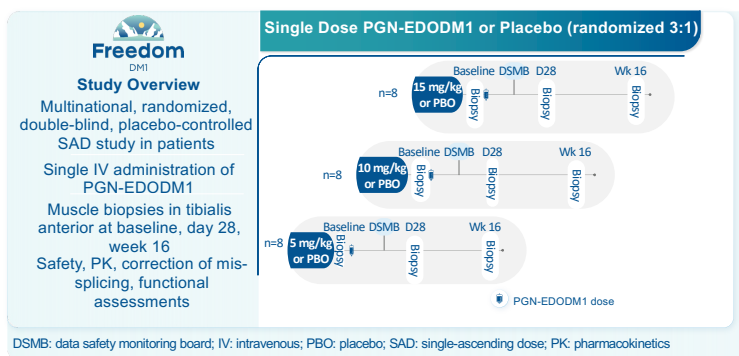 Freedom
DM1
Study Overview
Multinational, randomized,
double-blind, placebo-controlled
SAD study in patients
Single IV administration of
PGN-EDODM1
Muscle biopsies in tibialis
anterior at baseline, day 28,
week 16
Safety, PK, correction of mis-
splicing, functional
assessments
Single Dose PGN-EDODM1 or Placebo (randomized 3:1)
Baseline DSMB D28 Wk 16
n=8
15 mg/kg
or PBO
Biopsy
Biopsy
Biopsy
Baseline DSMB D28 Wk 16
n=8
10 mg/kg
or PBO
Biopsy
Biopsy
Biopsy
Baseline DSMB D28 Wk 16
n=8
5 mg/kg
or PBO
Biopsy
Biopsy
Biopsy
PGN-EDODM1 dose
DSMB: data safety monitoring board; IV: intravenous; PBO: placebo; SAD: single-ascending dose; PK: pharmacokinetics